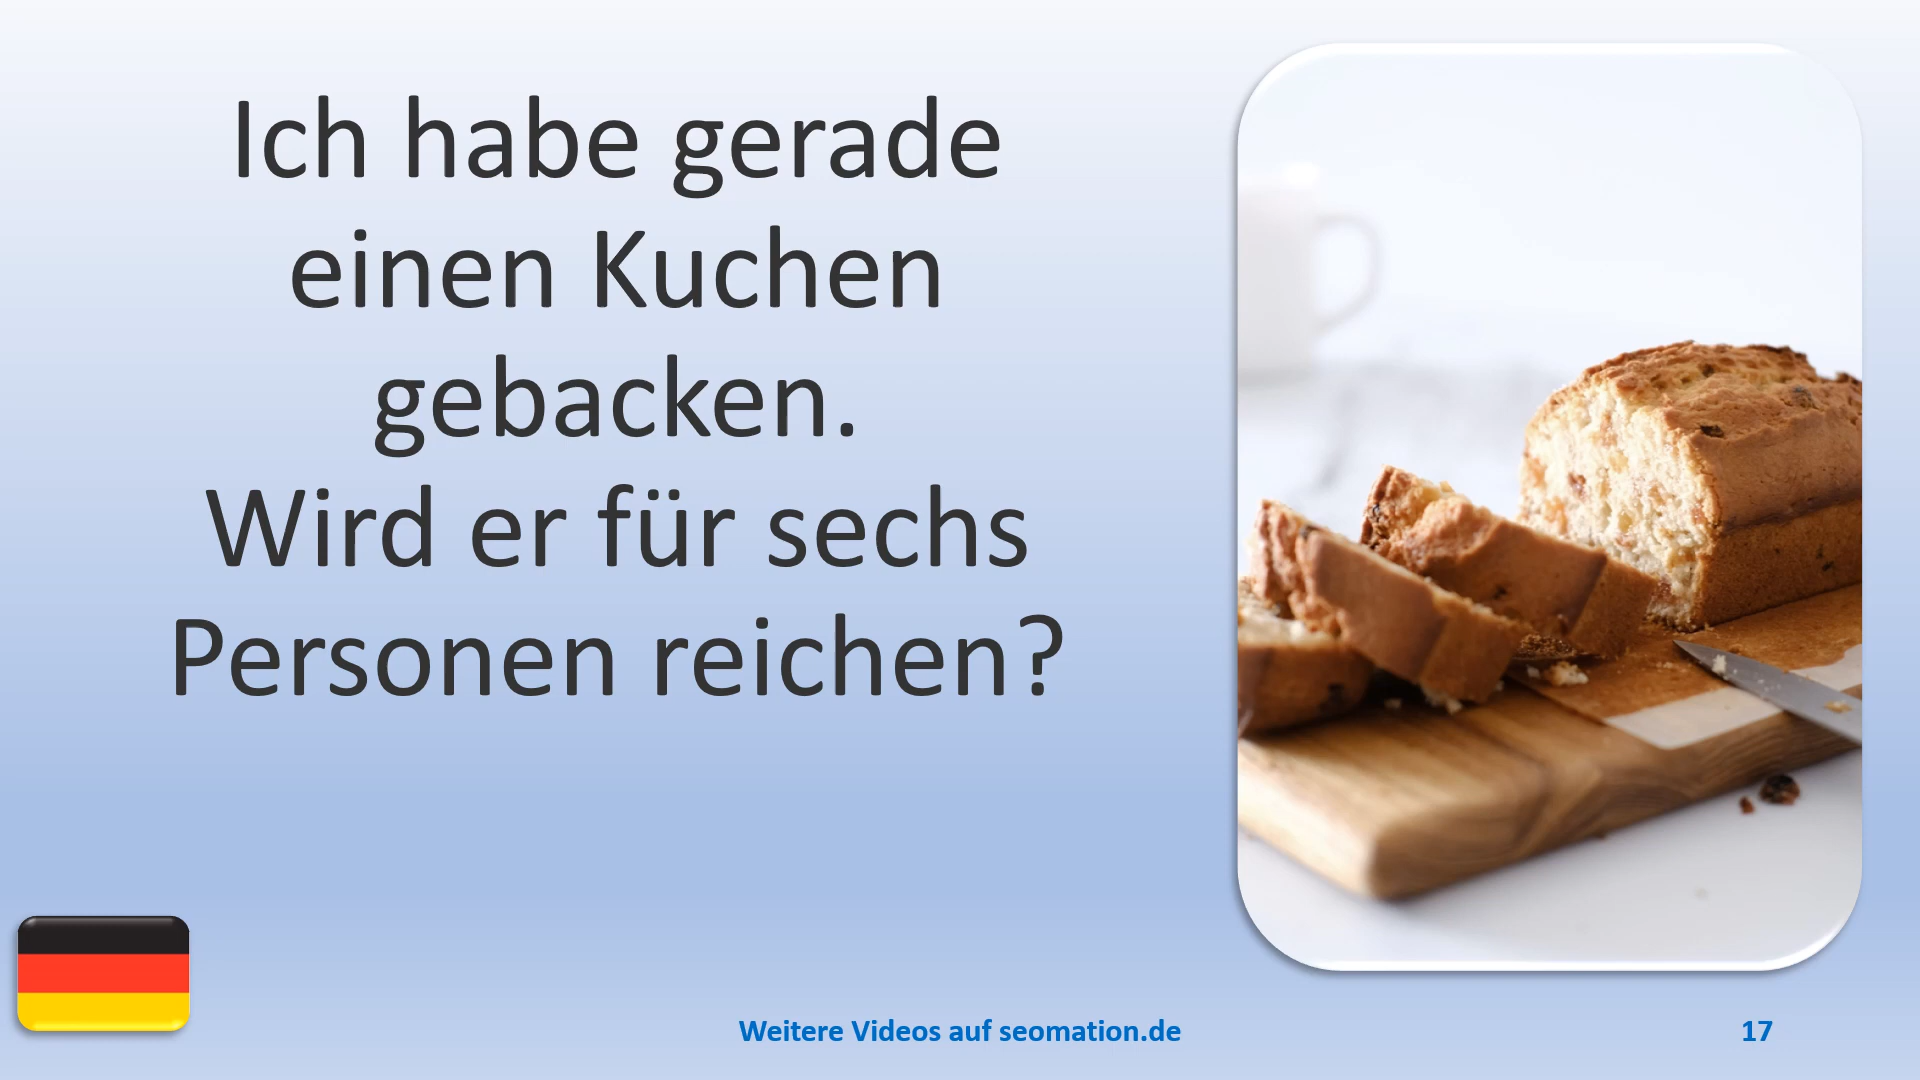 Ich habe gerade
einen Kuchen
gebacken.
Wird er für sechs
Personen reichen?
Weitere Videos auf seomation.de
17